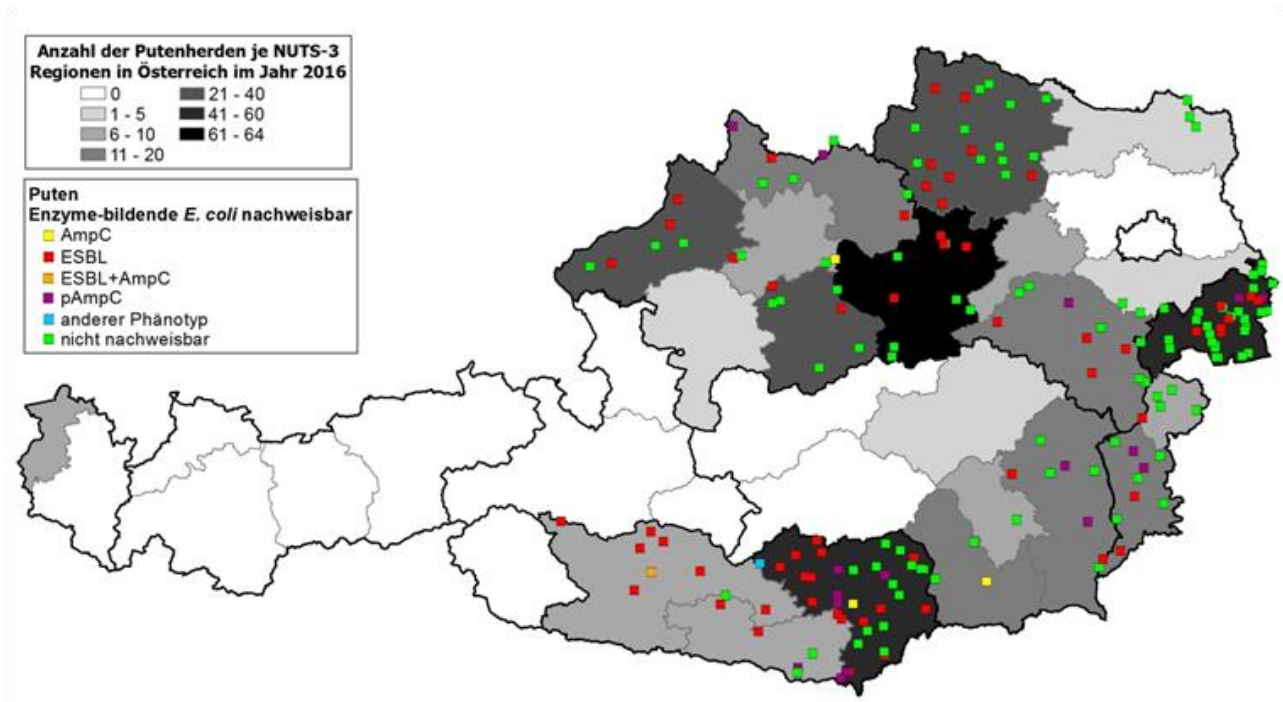 Anzahl der Putenherden je NUTS-3
Regionen in Österreich im Jahr 2016
0
21 - 40
1 - 5
41 - 60
6 - 10
61 - 64
11 - 20
Puten
Enzyme-bildende E. coli nachweisbar
AmpC
ESBL
ESBL+AmpC
pAmpC
anderer Phänotyp
nicht nachweisbar